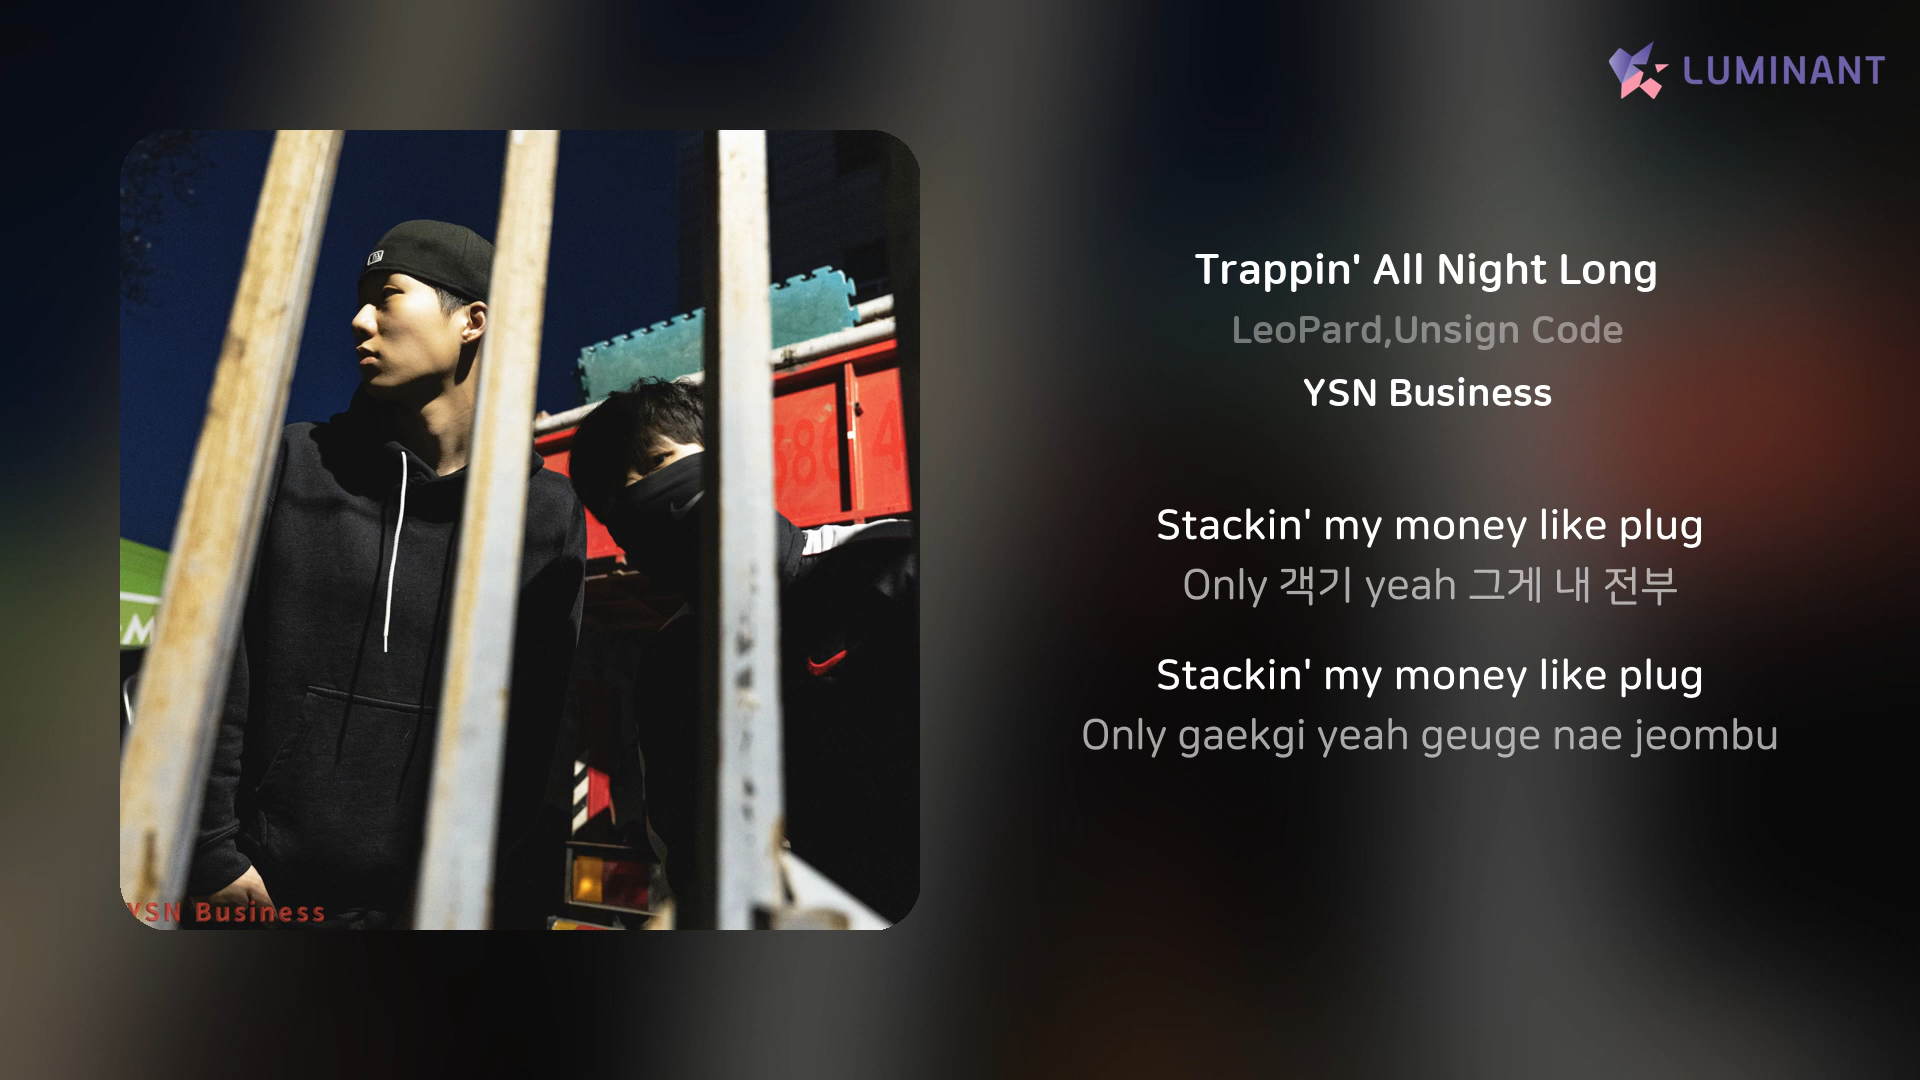 LUMINANT
Trappin' All Night Long
LeoPard,Unsign Code
YSN Business
Stackin' my money like plug
Only 객기 yeah 그게 내 전부
Stackin' my money like plug
Only gaekgi yeah geuge nae jeombu
YSN Business